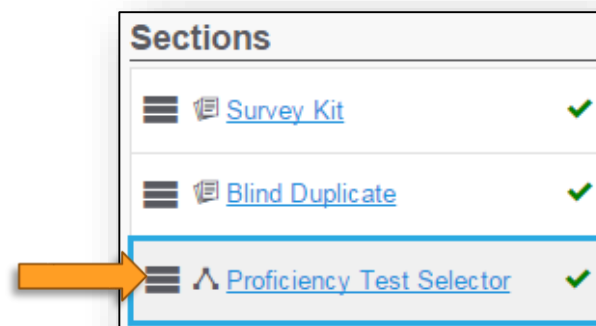 Sections
Survey Kit
Blind Duplicate
Proficiency Test Selector